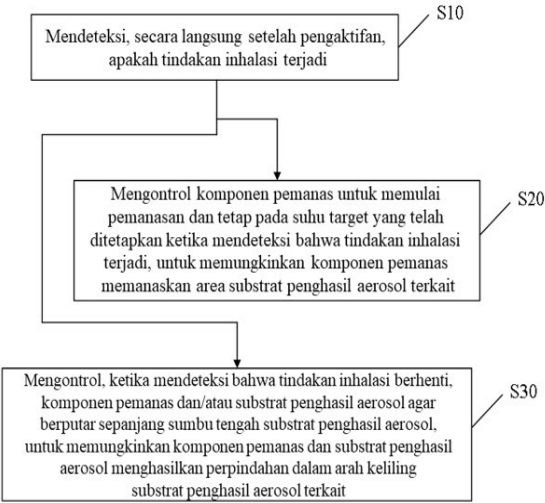 S10
Mendeteksi, secara langsung setelah pengaktifan,
apakah tindakan inhalasi terjadi
S20
Mengontrol komponen pemanas untuk memulai
pemanasan dan tetap pada suhu target yang telah
ditetapkan ketika mendeteksi bahwa tindakan inhalasi
terjadi, untuk memungkinkan komponen pemanas
memanaskan area substrat penghasil aerosol terkait
S30
Mengontrol, ketika mendeteksi bahwa tindakan inhalasi berhenti,
komponen pemanas dan/atau substrat penghasil aerosol agar
berputar sepanjang sumbu tengah substrat penghasil aerosol,
untuk memungkinkan komponen pemanas dan substrat penghasil
aerosol menghasilkan perpindahan dalam arah keliling
substrat penghasil aerosol terkait